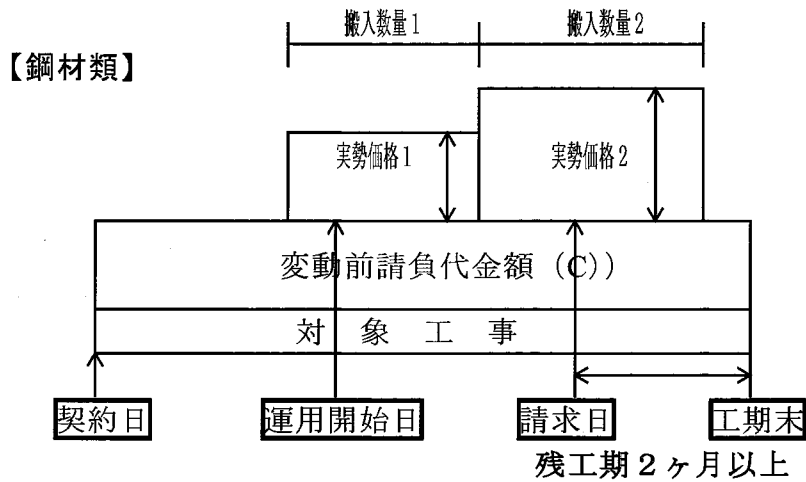 搬入数量1 搬入数量2
【鋼材類】
実勢価格1 実勢価格2
変動前請負代金額（C））
対象工事
契約日 運用開始日 請求日 工期末
残工期2ヶ月以上